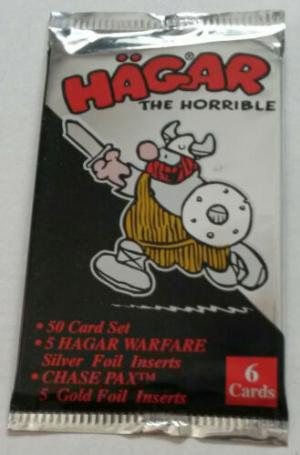 HÄGAR
THE HORRIBLE
• 50 Card Set
• 5 HAGAR WARFARE
Silver Foil Inserts
• CHASE PAX™
5 Gold Foil Inserts
6
Cards